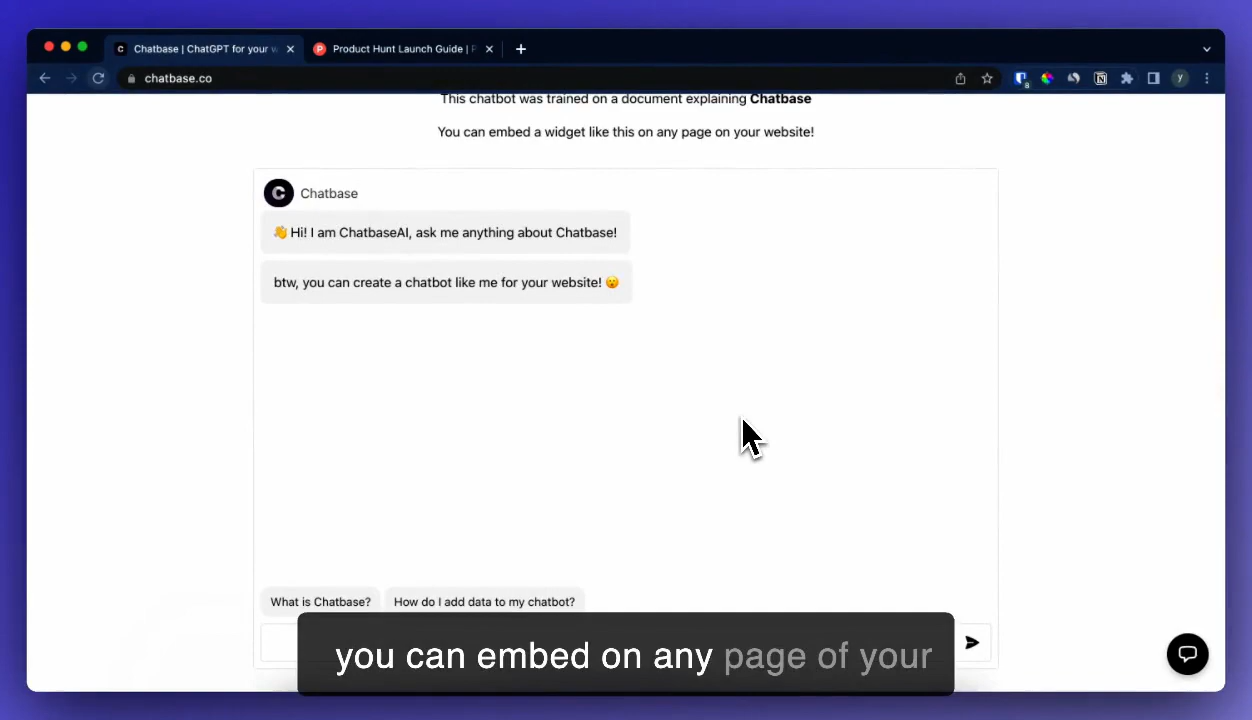 Chatbase | ChatGPT for your w
Product Hunt Launch Guide | P
chatbase.co
8
y
This chatbot was trained on a document explaining Chatbase
You can embed a widget like this on any page on your website!
C
Chatbase
👋 Hi! I am ChatbaseAI, ask me anything about Chatbase!
btw, you can create a chatbot like me for your website! 😮
What is Chatbase?
How do I add data to my chatbot?
you can embed on any page of your